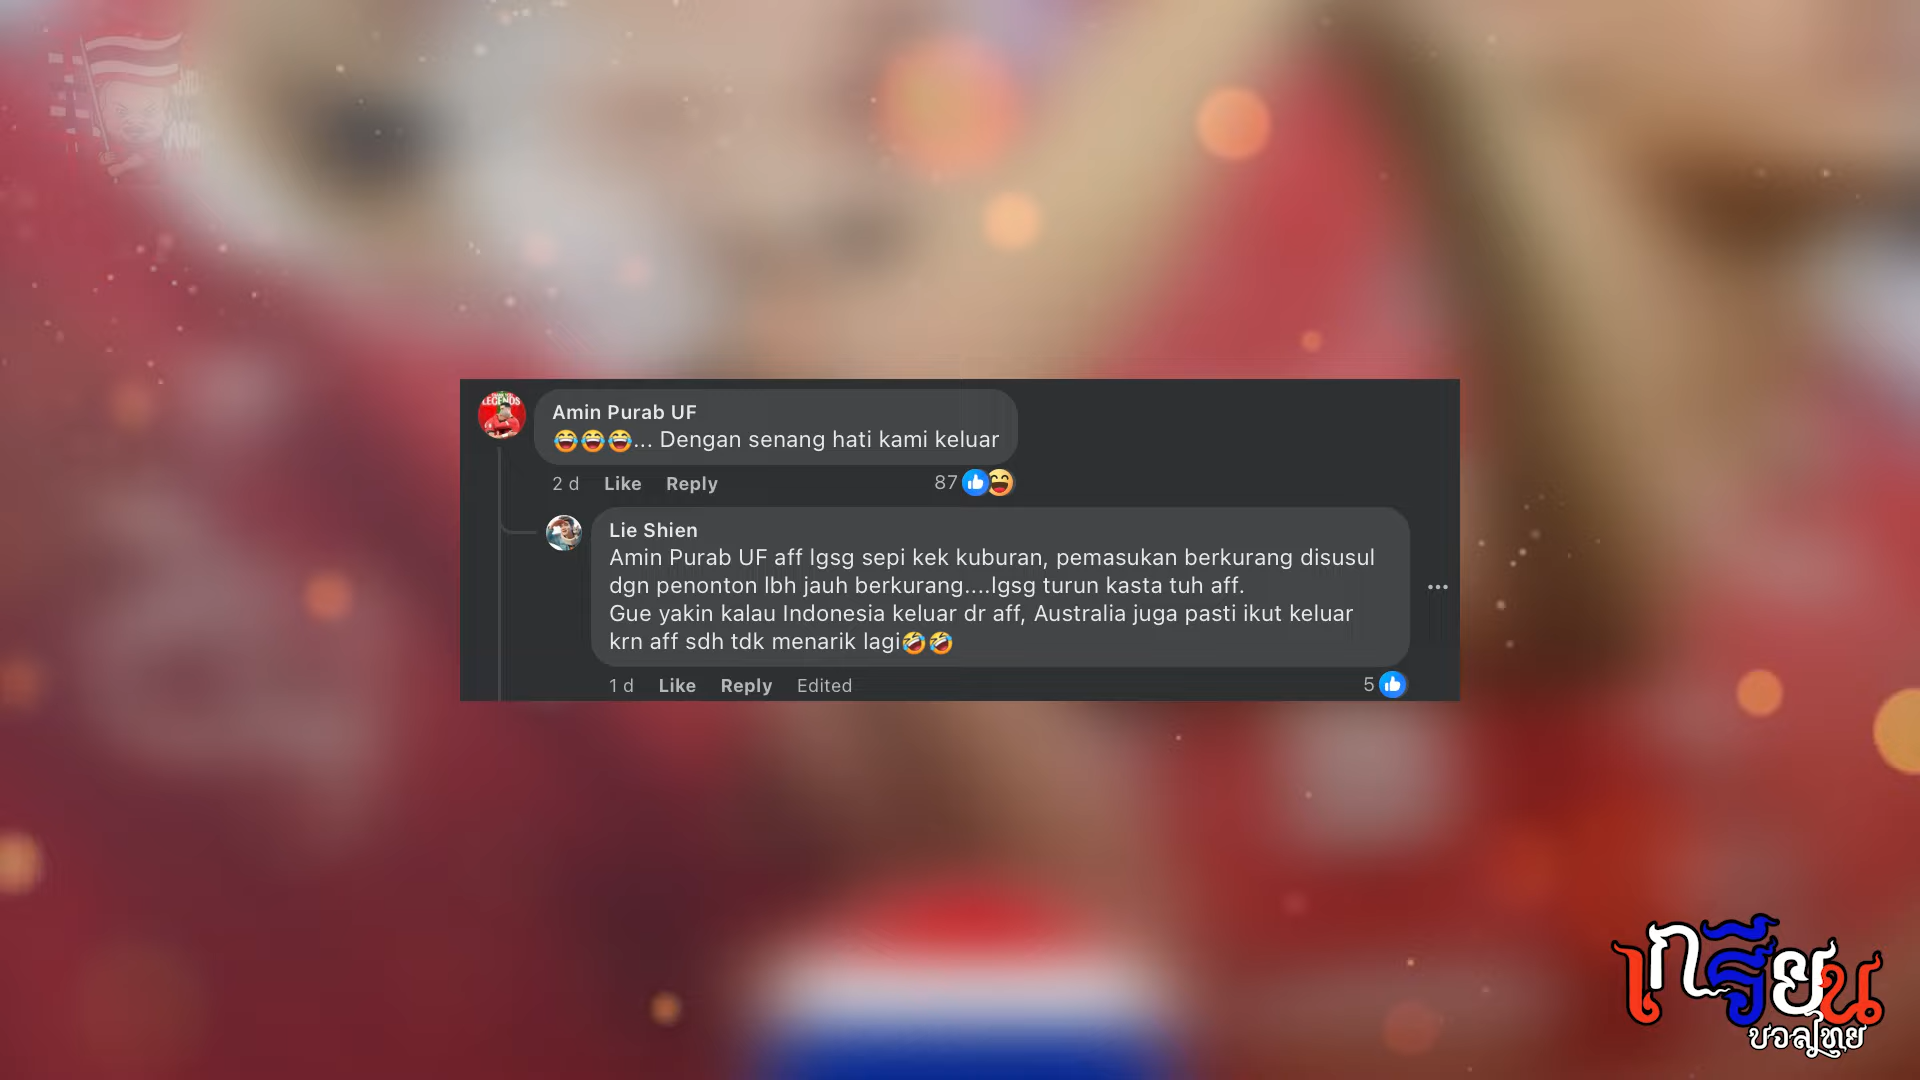 LEGENDS
Amin Purab UF
😂😂😂... Dengan senang hati kami keluar
2 d Like Reply 87
Lie Shien
Amin Purab UF aff lgsg sepi kek kuburan, pemasukan berkurang disusul
dgn penonton lbh jauh berkurang....lgsg turun kasta tuh aff.
Gue yakin kalau Indonesia keluar dr aff, Australia juga pasti ikut keluar
krn aff sdh tdk menarik lagi🤣🤣
1 d Like Reply Edited 5
เกรียน
บอลไทย